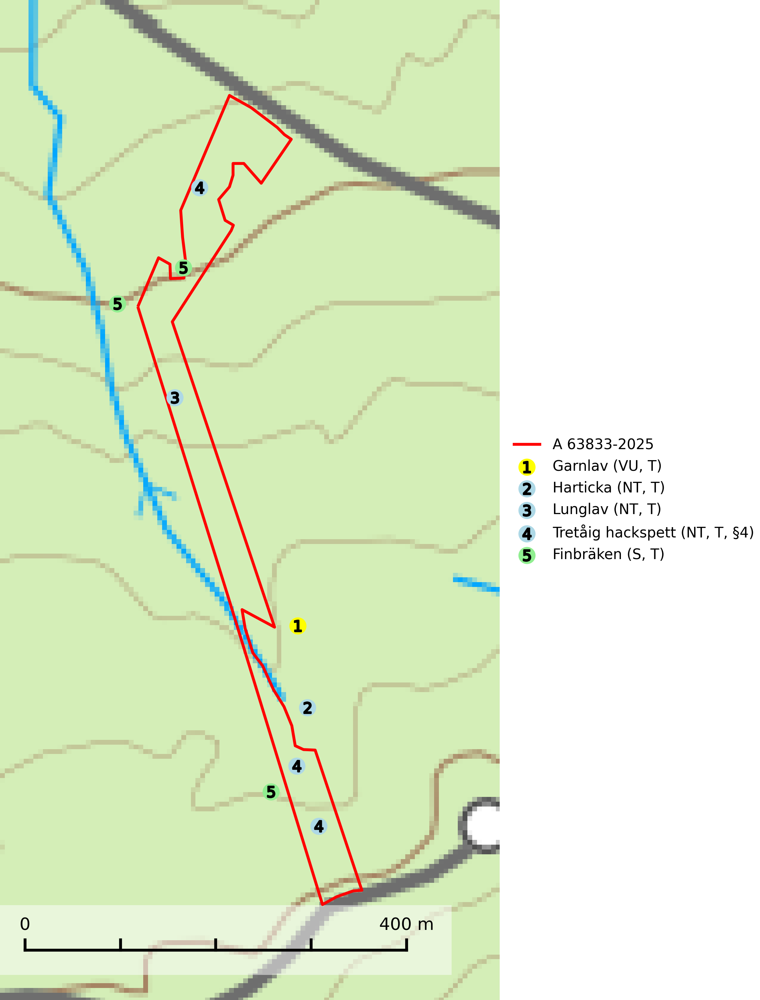 4
5
5
3
1
2
4
5
4
0 400 m
A 63833-2025
1 Garnlav (VU, T)
2 Harticka (NT, T)
3 Lunglav (NT, T)
4 Tretåig hackspett (NT, T, §4)
5 Finbräken (S, T)